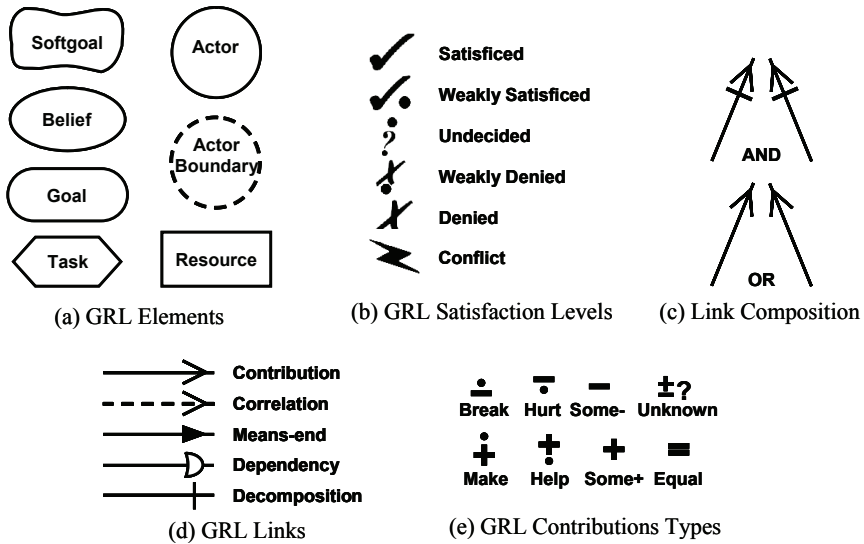 Softgoal
Actor
Belief
Actor
Boundary
Goal
Task
Resource
(a) GRL Elements
Satisficed
Weakly Satisficed
?
Undecided
Weakly Denied
Denied
Conflict
(b) GRL Satisfaction Levels
AND
OR
(c) Link Composition
Contribution
Correlation
Means-end
Dependency
Decomposition
(d) GRL Links
±?
Break Hurt Some- Unknown
+ + + =
Make Help Some+ Equal
(e) GRL Contributions Types